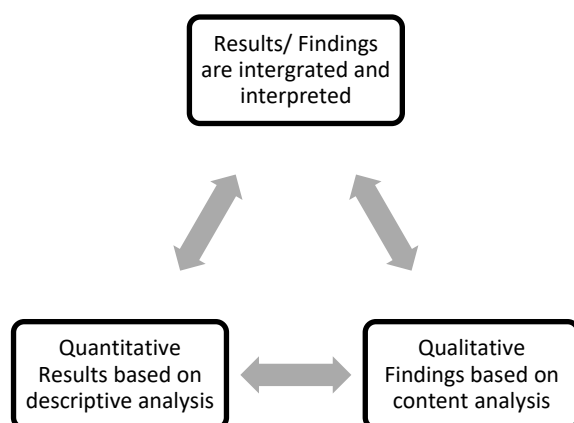 Results/ Findings
are intergrated and
interpreted
Quantitative
Results based on
descriptive analysis
Qualitative
Findings based on
content analysis